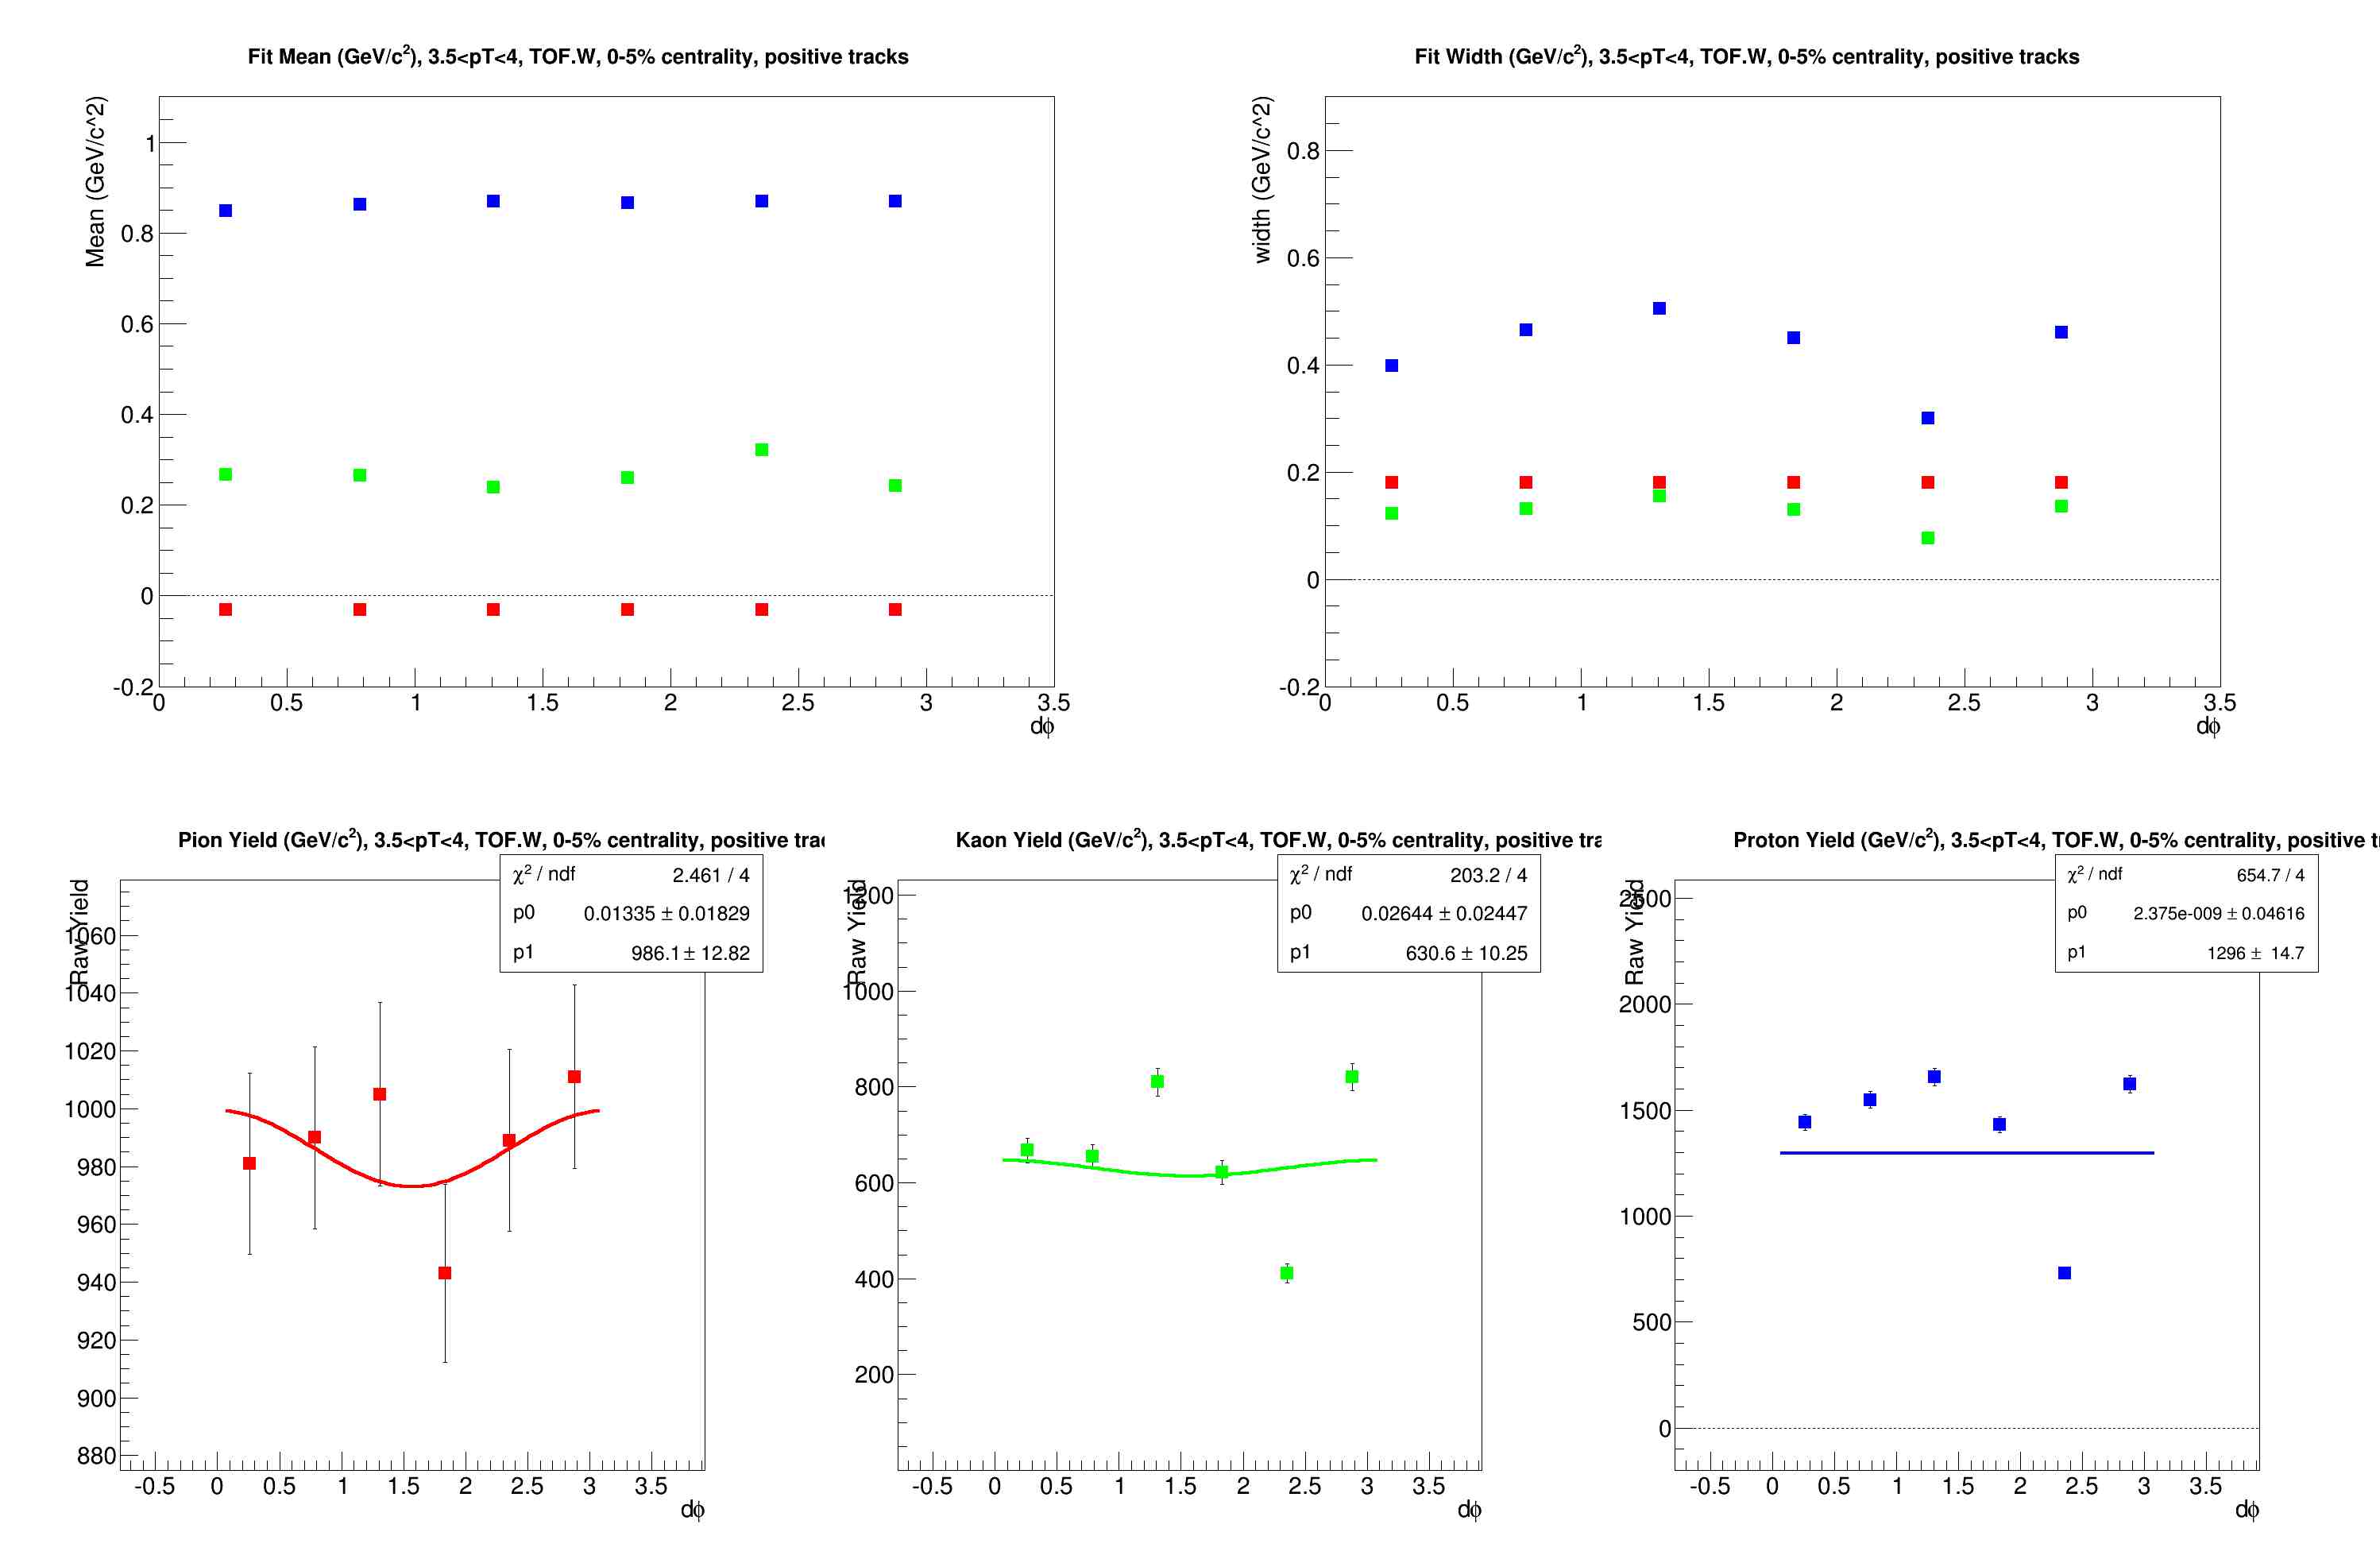 Fit Mean (GeV/c²), 3.5<pT<4, TOF.W, 0-5% centrality, positive tracks
Mean (GeV/c^2)
1
0.8
0.6
0.4
0.2
0
-0.2
0 0.5 1 1.5 2 2.5 3 3.5
dϕ
Fit Width (GeV/c²), 3.5<pT<4, TOF.W, 0-5% centrality, positive tracks
width (GeV/c^2)
0.8
0.6
0.4
0.2
0
-0.2
0 0.5 1 1.5 2 2.5 3 3.5
dϕ
Pion Yield (GeV/c²), 3.5<pT<4, TOF.W, 0-5% centrality, positive trac
χ² / ndf 2.461 / 4
p0 0.01335 ± 0.01829
p1 986.1 ± 12.82
Raw Yield
1060
1040
1020
1000
980
960
940
920
900
880
-0.5 0 0.5 1 1.5 2 2.5 3 3.5
dϕ
Kaon Yield (GeV/c²), 3.5<pT<4, TOF.W, 0-5% centrality, positive tra
χ² / ndf 203.2 / 4
p0 0.02644 ± 0.02447
p1 630.6 ± 10.25
Raw Yield
1200
1000
800
600
400
200
-0.5 0 0.5 1 1.5 2 2.5 3 3.5
dϕ
Proton Yield (GeV/c²), 3.5<pT<4, TOF.W, 0-5% centrality, positive t
χ² / ndf 654.7 / 4
p0 2.375e-009 ± 0.04616
p1 1296 ± 14.7
Raw Yield
2500
2000
1500
1000
500
0
-0.5 0 0.5 1 1.5 2 2.5 3 3.5
dϕ